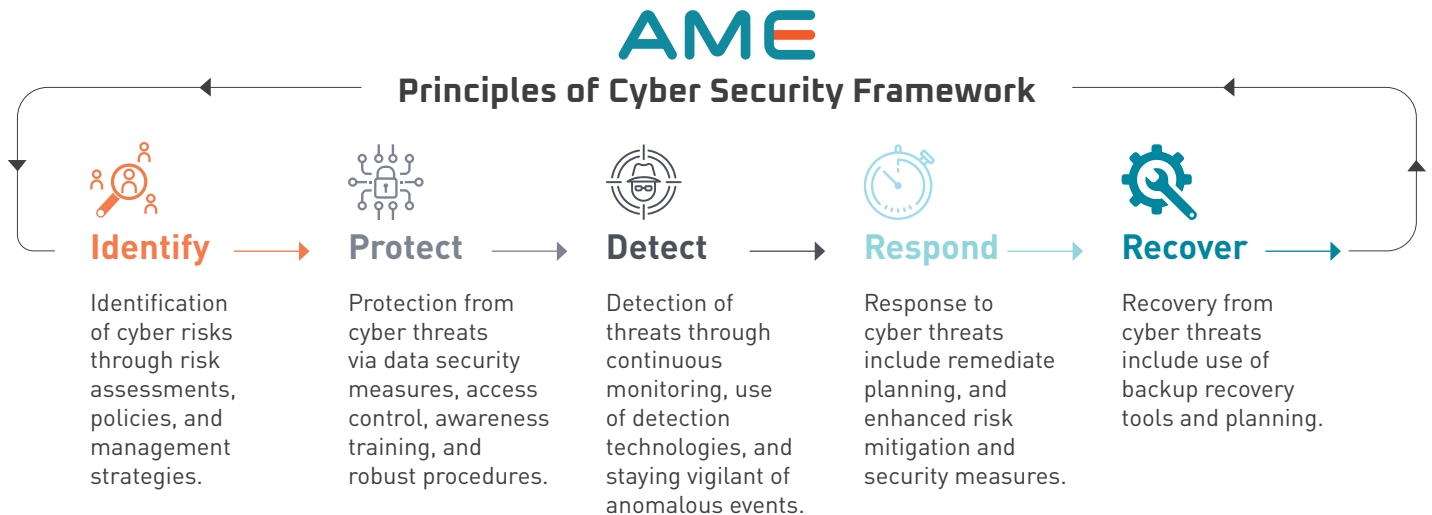 AME
Principles of Cyber Security Framework
Identify
Identification
of cyber risks
through risk
assessments,
policies, and
management
strategies.
Protect
Protection from
cyber threats
via data security
measures, access
control, awareness
training, and
robust procedures.
Detect
Detection of
threats through
continuous
monitoring, use
of detection
technologies, and
staying vigilant of
anomalous events.
Respond
Response to
cyber threats
include remediate
planning, and
enhanced risk
mitigation and
security measures.
Recover
Recovery from
cyber threats
include use of
backup recovery
tools and planning.